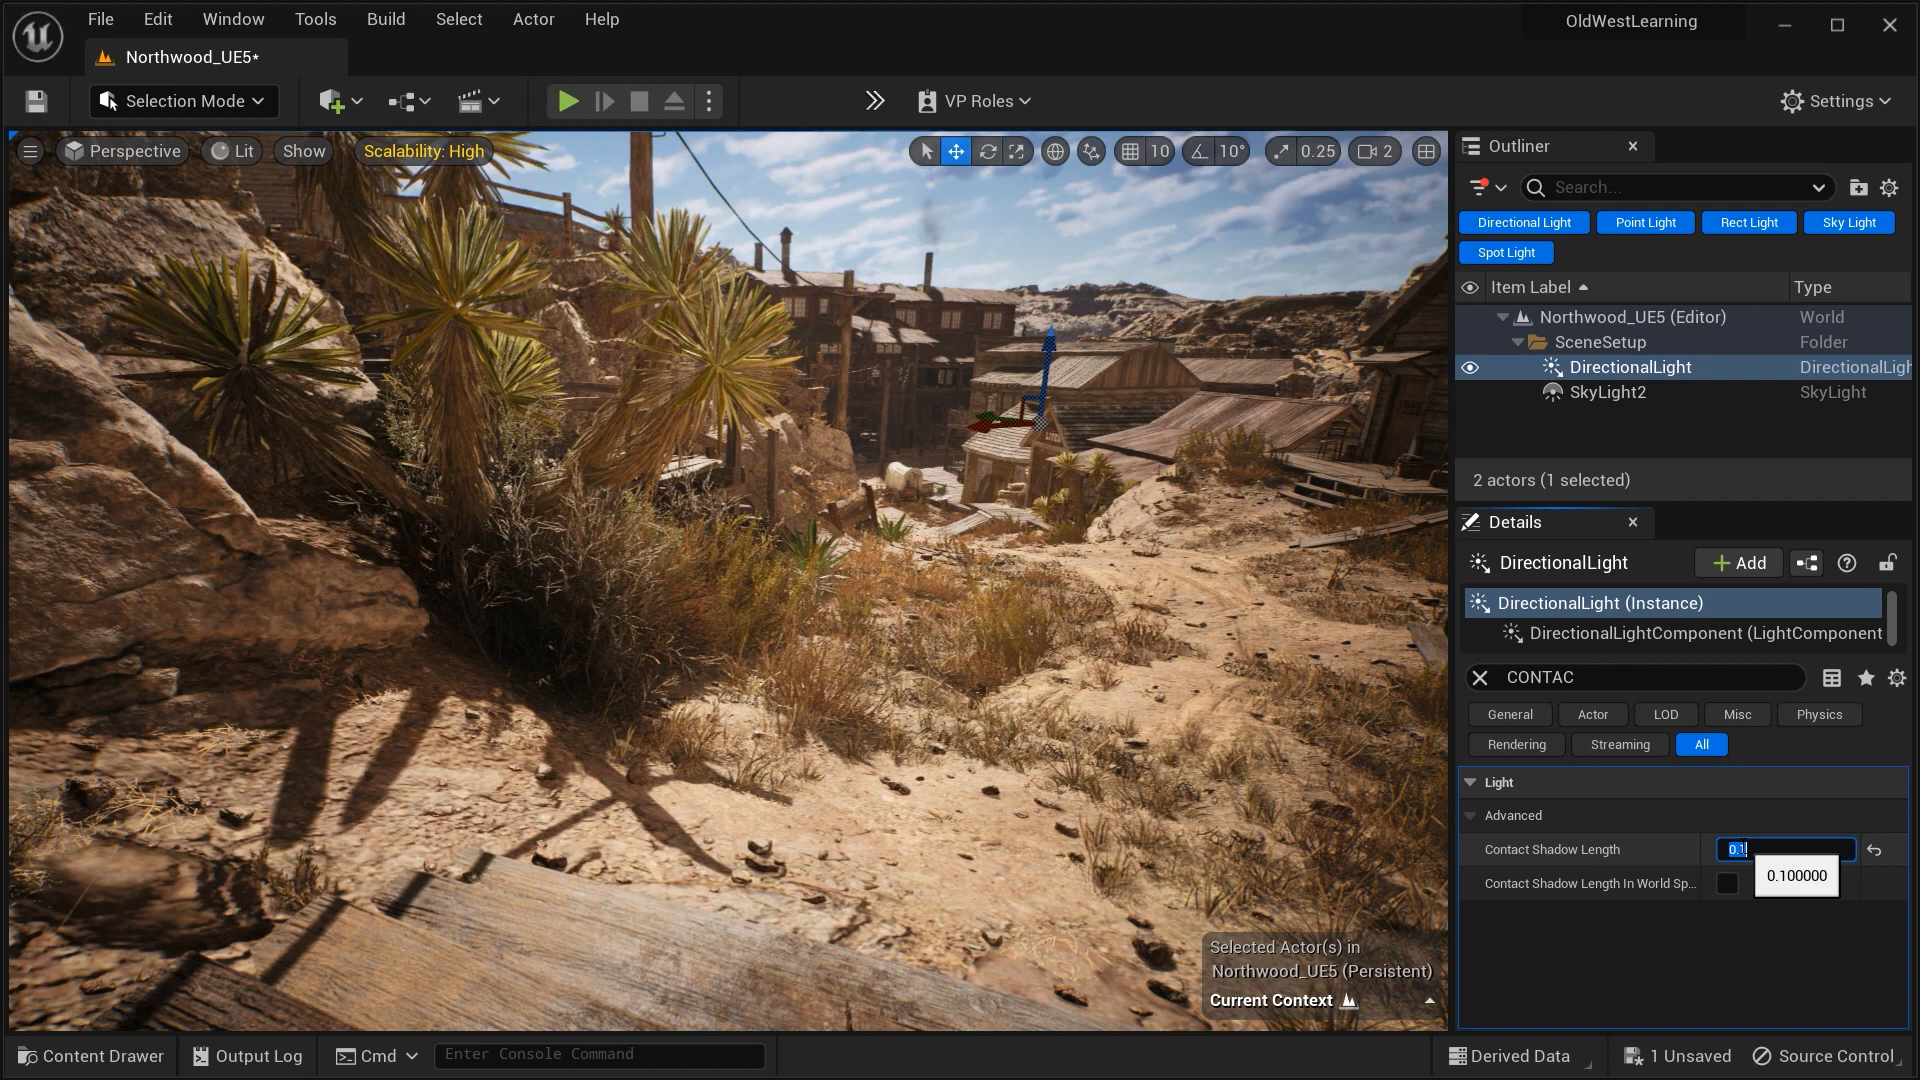 File Edit Window Tools Build Select Actor Help
OldWestLearning
Northwood_UE5*
Selection Mode
VP Roles
Settings
Perspective Lit Show Scalability: High
10 10° 0.25 2
Outliner
Search...
Directional Light Point Light Rect Light Sky Light
Spot Light
Item Label Type
Northwood_UE5 (Editor) World
SceneSetup Folder
DirectionalLight DirectionalLigh
SkyLight2 SkyLight
2 actors (1 selected)
Details
DirectionalLight Add
DirectionalLight (Instance)
DirectionalLightComponent (LightComponent
CONTAC
General Actor LOD Misc Physics
Rendering Streaming All
Light
Advanced
Contact Shadow Length 0.1
Contact Shadow Length In World Sp...
0.100000
Selected Actor(s) in
Northwood_UE5 (Persistent)
Current Context
Content Drawer Output Log Cmd Enter Console Command Derived Data 1 Unsaved Source Control